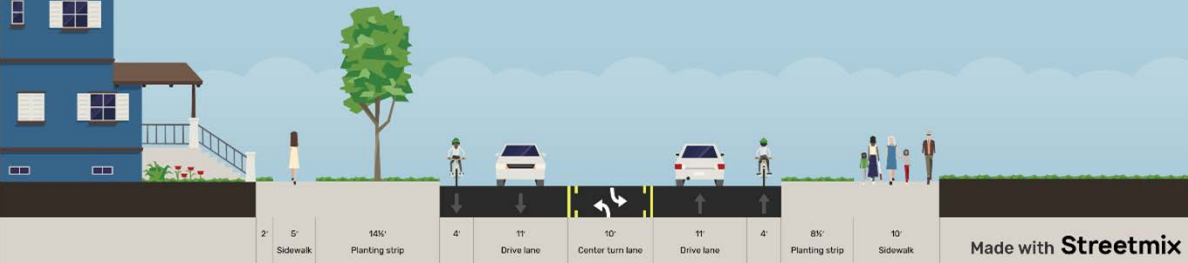 2' 5' 14½' 4' 11' 10' 11' 4' 8½' 10'
Sidewalk Planting strip Drive lane Center turn lane Drive lane Planting strip Sidewalk
Made with Streetmix